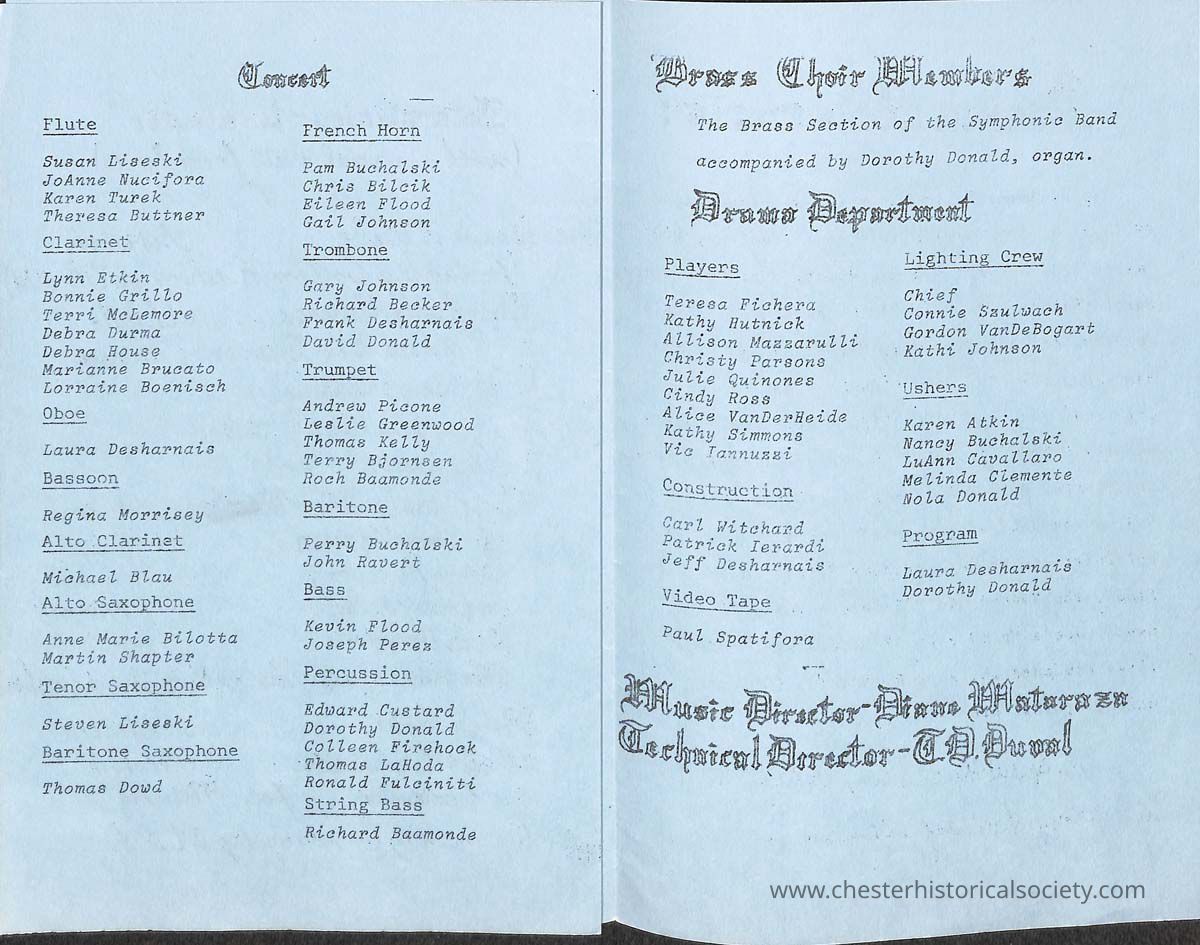 Concert
Flute
Susan Liseski
JoAnne Nucifora
Karen Turek
Theresa Buttner
Clarinet
Lynn Etkin
Bonnie Grillo
Terri McLemore
Debra Durma
Debra House
Marianne Brucato
Lorraine Boenisch
Oboe
Laura Desharnais
Bassoon
Regina Morrisey
Alto Clarinet
Michael Blau
Alto Saxophone
Anne Marie Bilotta
Martin Shapter
Tenor Saxophone
Steven Liseski
Baritone Saxophone
Thomas Dowd
French Horn
Pam Buchalski
Chris Bilcik
Eileen Flood
Gail Johnson
Trombone
Gary Johnson
Richard Becker
Frank Desharnais
David Donald
Trumpet
Andrew Picone
Leslie Greenwood
Thomas Kelly
Terry Bjornsen
Roch Baamonde
Baritone
Perry Buchalski
John Ravert
Bass
Kevin Flood
Joseph Perez
Percussion
Edward Custard
Dorothy Donald
Colleen Firehock
Thomas LaHoda
Ronald Fulciniti
String Bass
Richard Baamonde
Brass Choir Members
The Brass Section of the Symphonic Band
accompanied by Dorothy Donald, organ.
Drama Department
Players
Teresa Fichera
Kathy Hutnick
Allison Mazzarulli
Christy Parsons
Julie Quinones
Cindy Ross
Alice VanDerHeide
Kathy Simmons
Vic Iannuzzi
Construction
Carl Witchard
Patrick Ierardi
Jeff Desharnais
Video Tape
Paul Spatifora
Lighting Crew
Chief
Connie Szulwach
Gordon VanDeBogart
Kathi Johnson
Ushers
Karen Atkin
Nancy Buchalski
LuAnn Cavallaro
Melinda Clemente
Nola Donald
Program
Laura Desharnais
Dorothy Donald
Music Director-Diane Mataraza
Technical Director-T.D. Duval
www.chesterhistoricalsociety.com